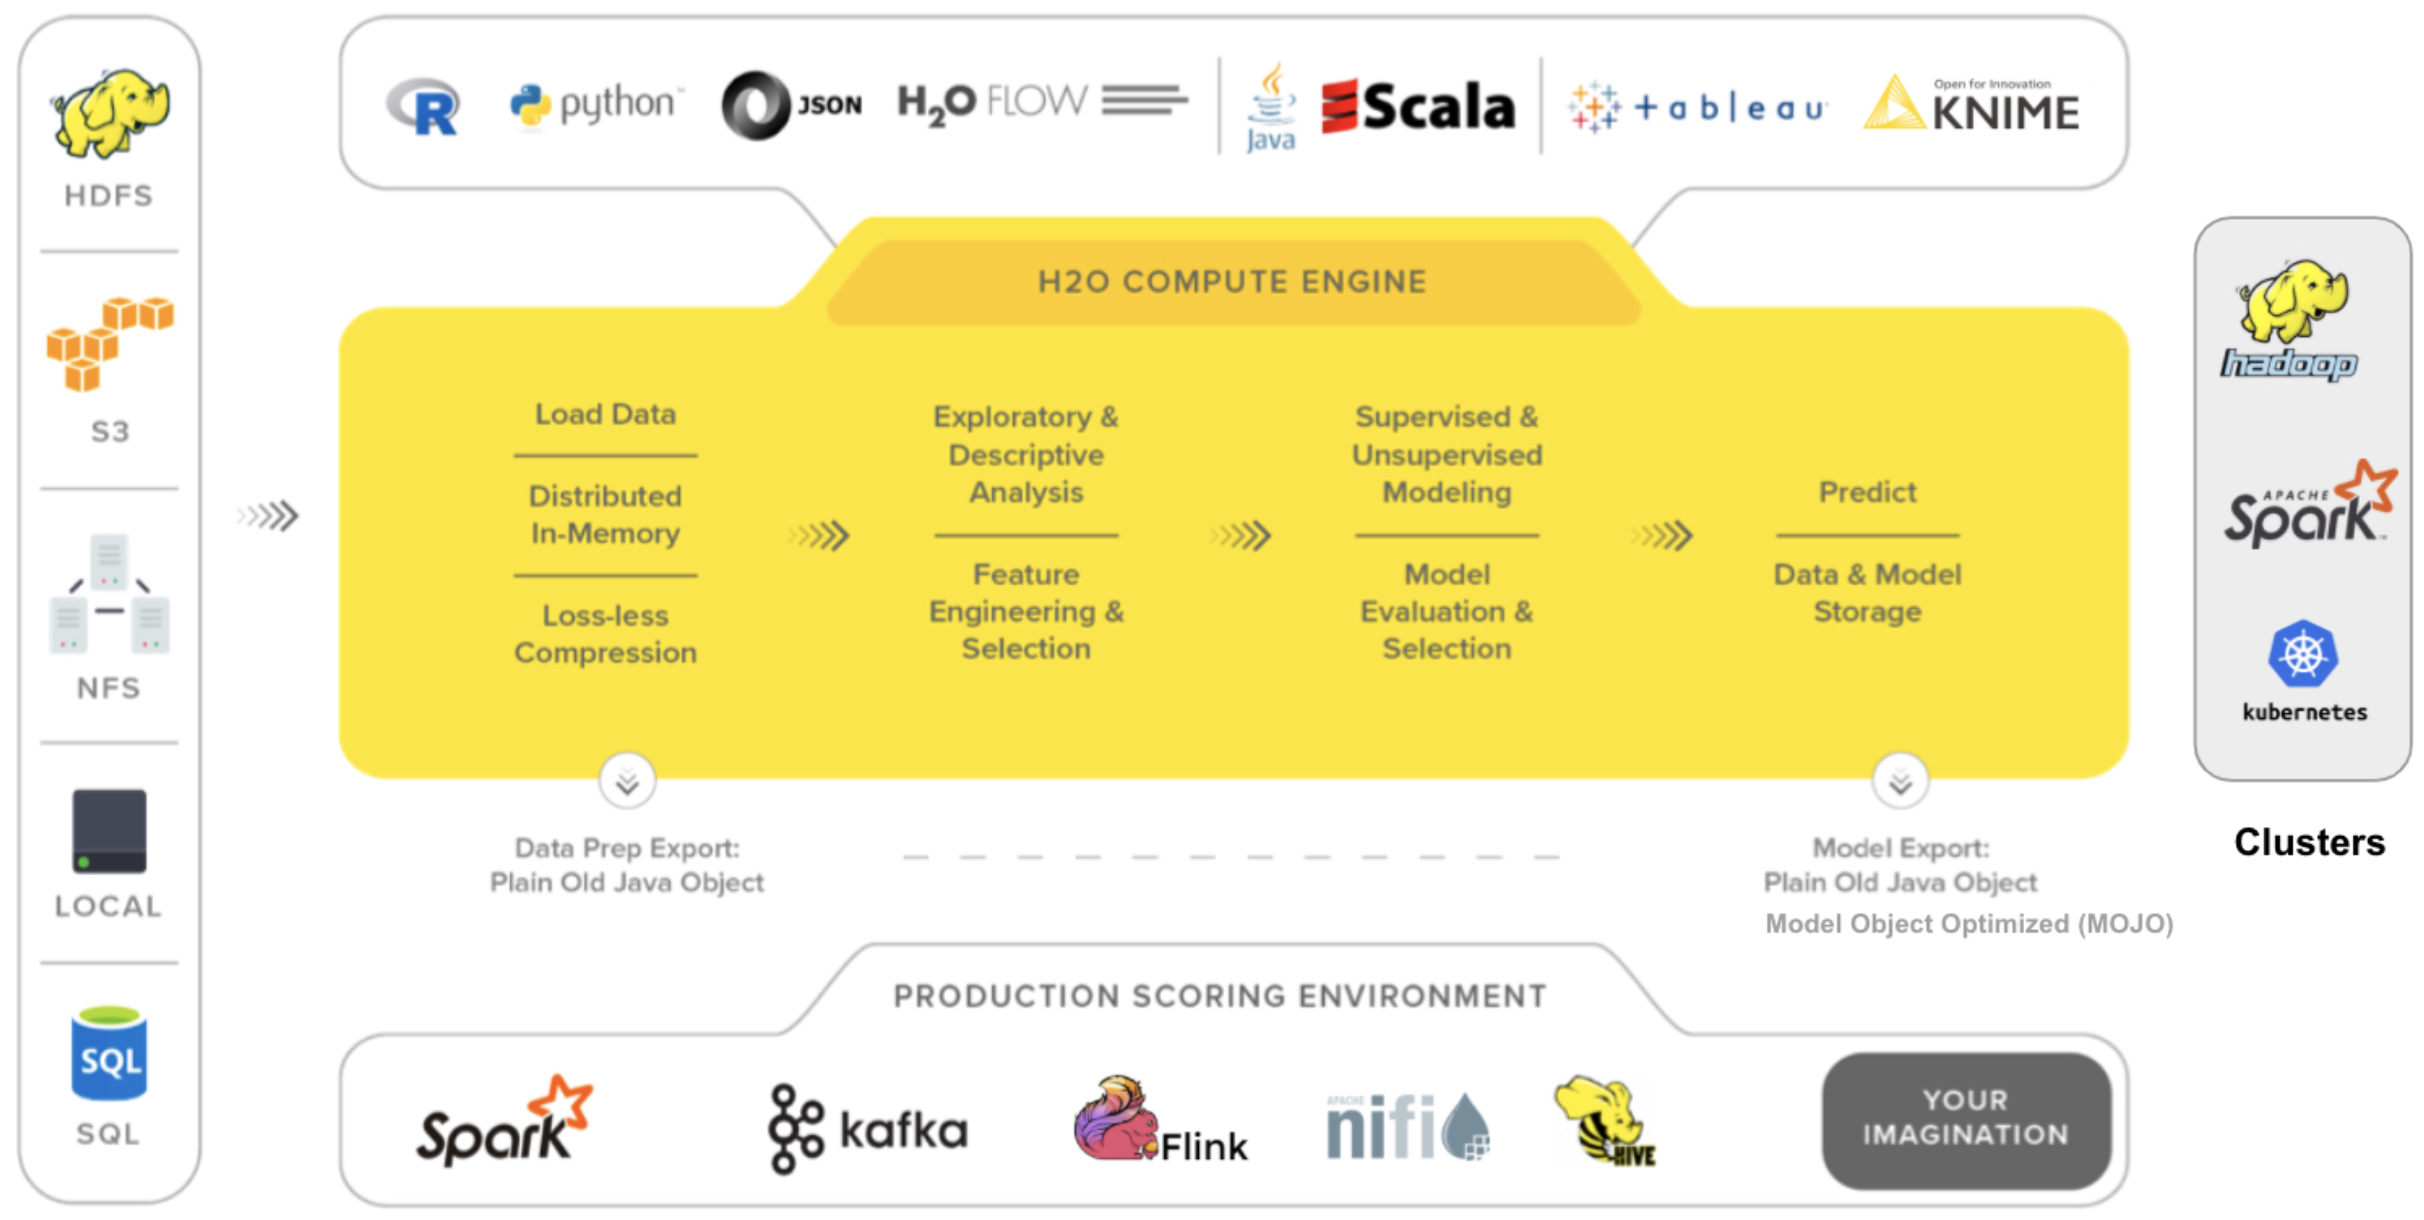 HDFS
S3
NFS
LOCAL
SQL
SQL
R
python™
JSON
H2O FLOW
Java
Scala
+ableau
Open for Innovation
KNIME
H2O COMPUTE ENGINE
Load Data
Distributed
In-Memory
Loss-less
Compression
Exploratory &
Descriptive
Analysis
Feature
Engineering &
Selection
Supervised &
Unsupervised
Modeling
Model
Evaluation &
Selection
Predict
Data & Model
Storage
Data Prep Export:
Plain Old Java Object
Model Export:
Plain Old Java Object
Model Object Optimized (MOJO)
hadoop
APACHE
Spark™
kubernetes
Clusters
PRODUCTION SCORING ENVIRONMENT
Spark
kafka
Flink
APACHE
nifi
HIVE
YOUR
IMAGINATION